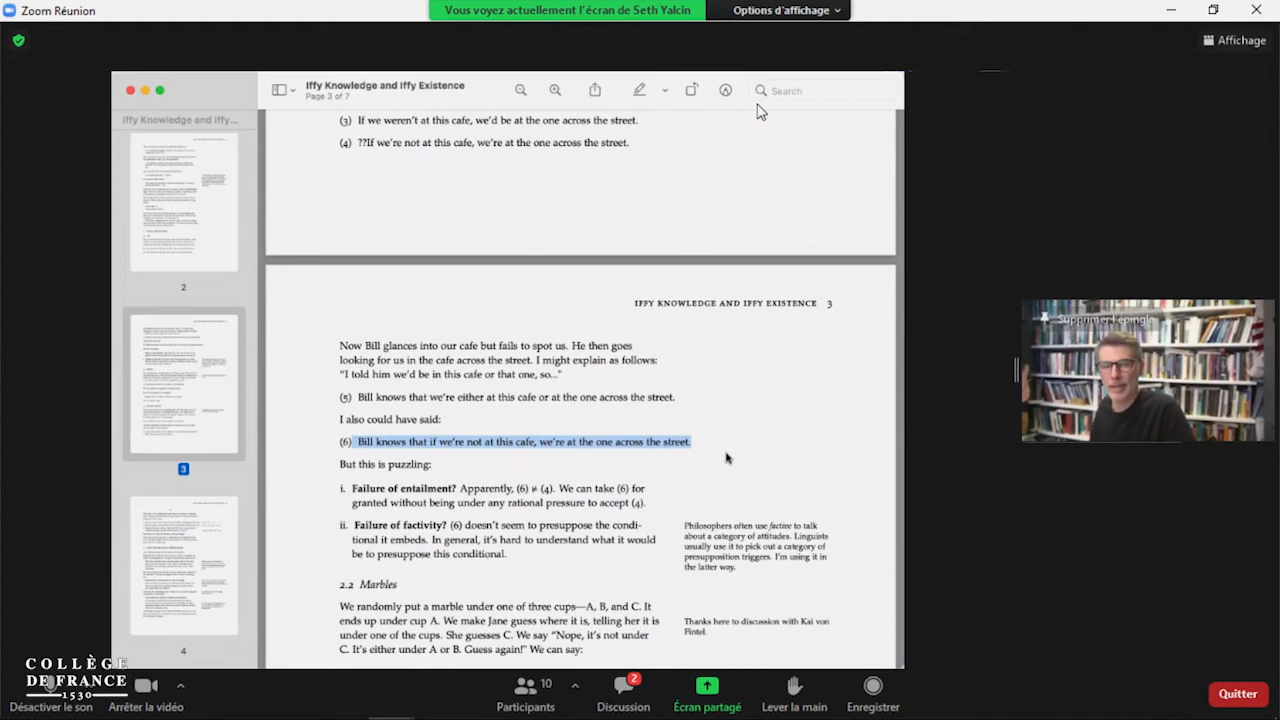 Zoom Réunion
Vous voyez actuellement l'écran de Seth Yalcin
Options d'affichage
Affichage
Iffy Knowledge and Iffy Existence
Page 3 of 7
Search
Iffy Knowledge and Iffy...
2
3
4
(3) If we weren't at this cafe, we'd be at the one across the street.
(4) ??If we're not at this cafe, we're at the one across the street.
IFFY KNOWLEDGE AND IFFY EXISTENCE 3
Now Bill glances into our cafe but fails to spot us. He then goes
looking for us in the cafe across the street. I might explain as follows:
"I told him we'd be in this cafe or that one, so..."
(5) Bill knows that we're either at this cafe or at the one across the street.
I also could have said:
(6) Bill knows that if we're not at this cafe, we're at the one across the street.
But this is puzzling:
i. Failure of entailment? Apparently, (6) ⊭ (4). We can take (6) for
granted without being under any rational pressure to accept (4).
ii. Failure of factivity? (6) doesn't seem to presuppose the condi-
tional it embeds. In general, it's hard to understand what it would
be to presuppose this conditional.
Philosophers often use factive to talk
about a category of attitudes. Linguists
usually use it to pick out a category of
presupposition triggers. I'm using it in
the latter way.
2.2 Marbles
We randomly put a marble under one of three cups—A, B, and C. It
ends up under cup A. We make Jane guess where it is, telling her it is
under one of the cups. She guesses C. We say "Nope, it's not under
C. It's either under A or B. Guess again!" We can say:
Thanks here to discussion with Kai von
Fintel.
Supprimer l'épingle
COLLÈGE
DE FRANCE
1530
Désactiver le son
Arrêter la vidéo
10
Participants
2
Discussion
Écran partagé
Lever la main
Enregistrer
Quitter